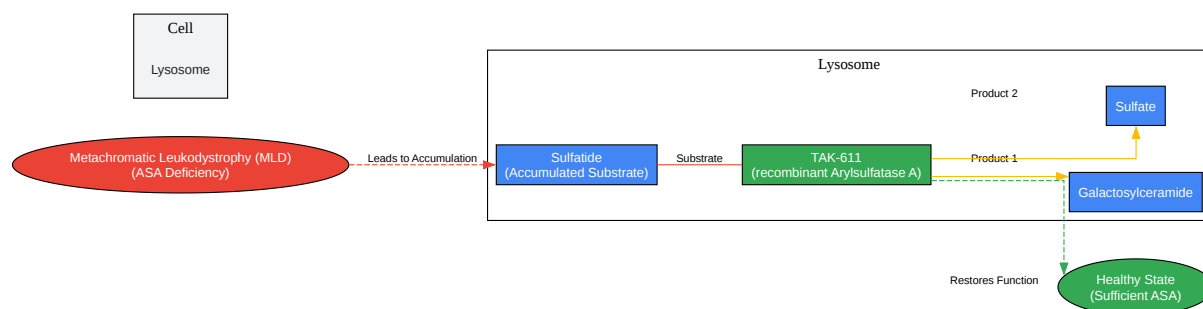 Cell
Lysosome
Lysosome
Product 2
Sulfate
Metachromatic Leukodystrophy (MLD)
(ASA Deficiency)
Leads to Accumulation
Sulfatide
(Accumulated Substrate)
Substrate
TAK-611
(recombinant Arylsulfatase A)
Product 1
Galactosylceramide
Restores Function
Healthy State
(Sufficient ASA)